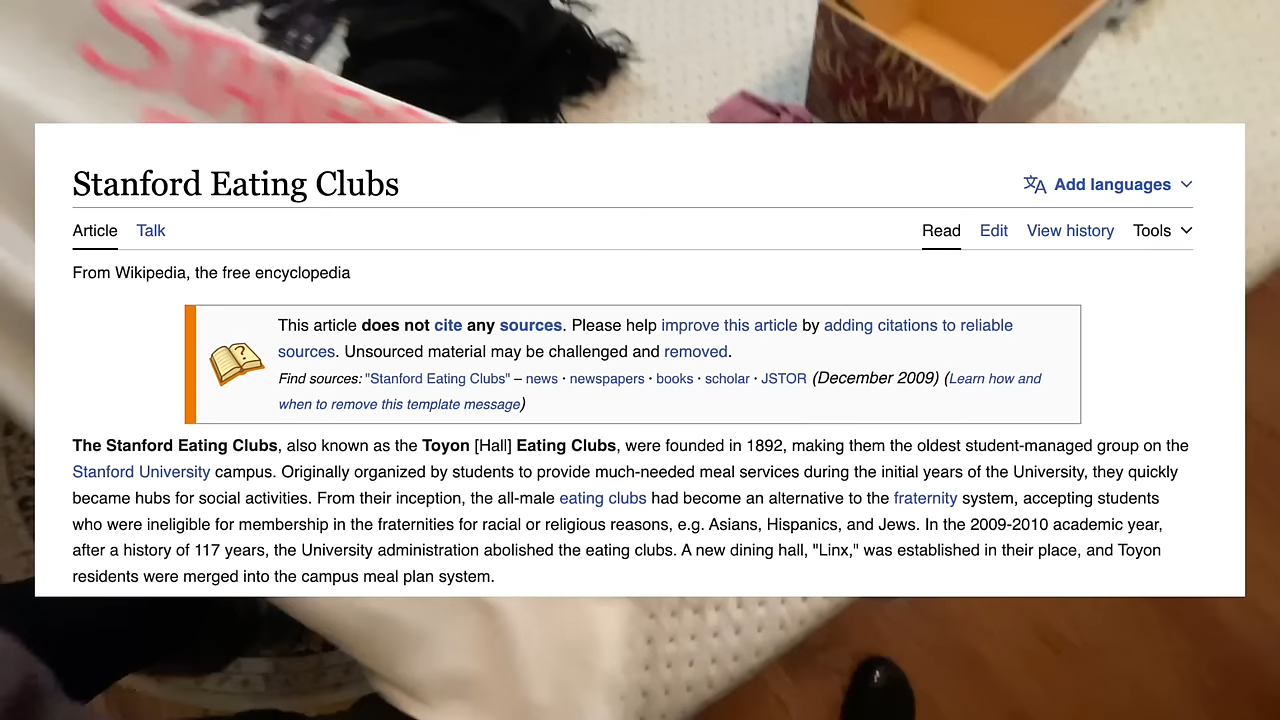 Stanford Eating Clubs
Add languages
Article Talk
Read Edit View history Tools
From Wikipedia, the free encyclopedia
This article does not cite any sources. Please help improve this article by adding citations to reliable
sources. Unsourced material may be challenged and removed.
Find sources: "Stanford Eating Clubs" – news · newspapers · books · scholar · JSTOR (December 2009) (Learn how and
when to remove this template message)
The Stanford Eating Clubs, also known as the Toyon [Hall] Eating Clubs, were founded in 1892, making them the oldest student-managed group on the
Stanford University campus. Originally organized by students to provide much-needed meal services during the initial years of the University, they quickly
became hubs for social activities. From their inception, the all-male eating clubs had become an alternative to the fraternity system, accepting students
who were ineligible for membership in the fraternities for racial or religious reasons, e.g. Asians, Hispanics, and Jews. In the 2009-2010 academic year,
after a history of 117 years, the University administration abolished the eating clubs. A new dining hall, "Linx," was established in their place, and Toyon
residents were merged into the campus meal plan system.